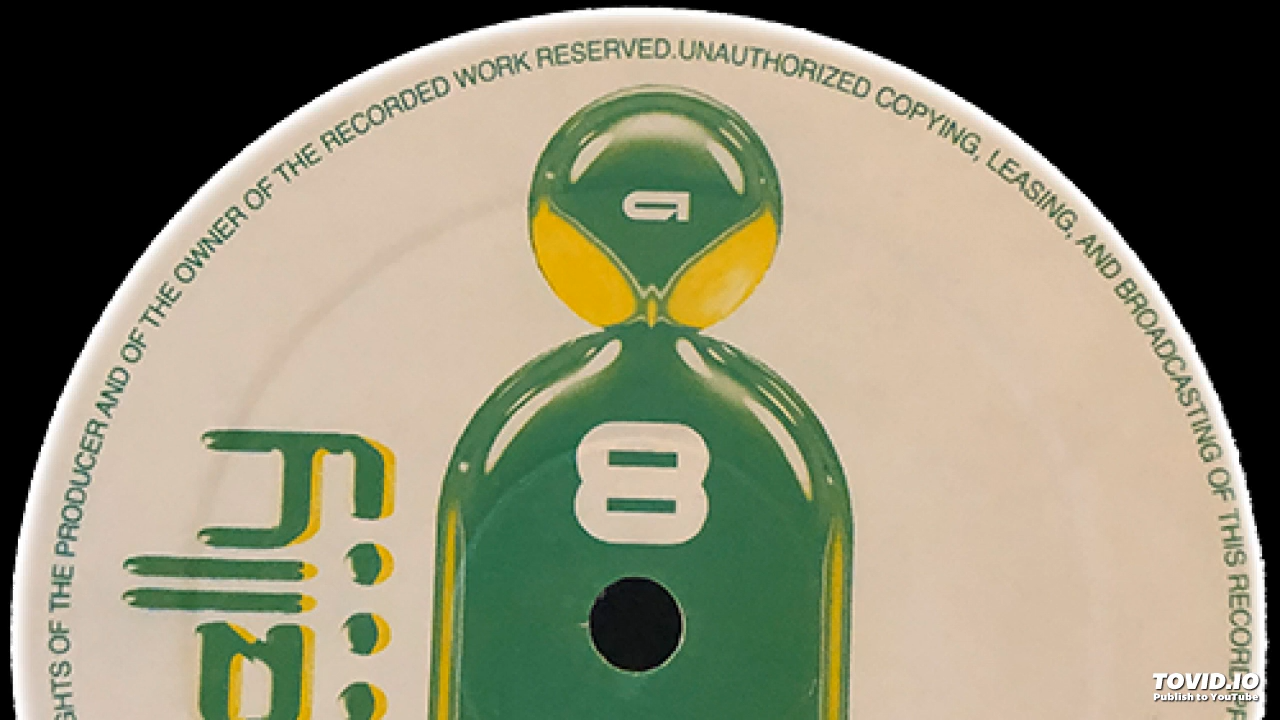 GHTS OF THE PRODUCER AND OF THE OWNER OF THE RECORDED WORK RESERVED.UNAUTHORIZED COPYING, LEASING, AND BROADCASTING OF THIS RECORD
8
TOVID.IO
Publish to YouTube